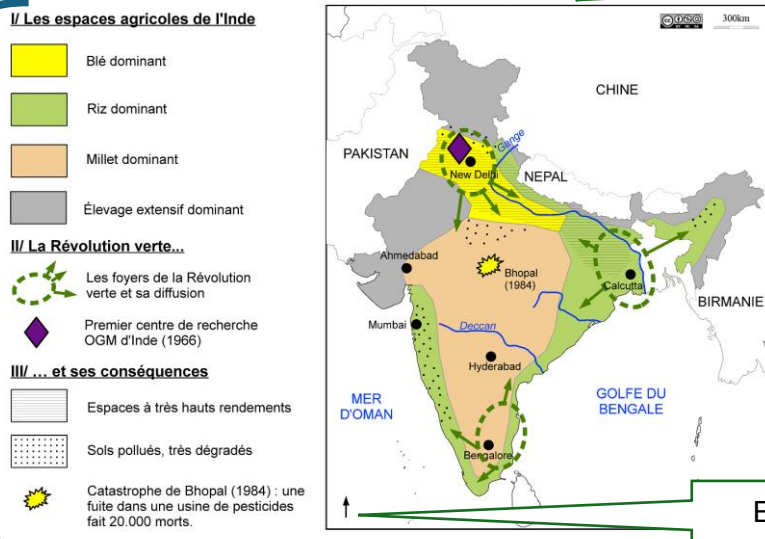 I/ Les espaces agricoles de l'Inde
Blé dominant
Riz dominant
Millet dominant
Élevage extensif dominant
II/ La Révolution verte...
Les foyers de la Révolution
verte et sa diffusion
Premier centre de recherche
OGM d'Inde (1966)
III/ ... et ses conséquences
Espaces à très hauts rendements
Sols pollués, très dégradés
Catastrophe de Bhopal (1984) : une
fuite dans une usine de pesticides
fait 20.000 morts.
300km
CHINE
PAKISTAN
Gange
New Delhi
NEPAL
Ahmedabad
Bhopal
(1984)
Calcutta
BIRMANIE
Mumbai
Deccan
Hyderabad
MER
D'OMAN
GOLFE DU
BENGALE
Bengalore
E